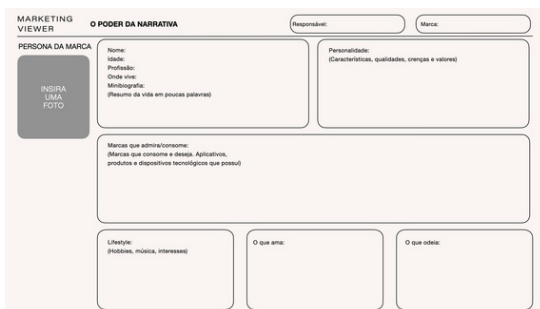 MARKETING
VIEWER
O PODER DA NARRATIVA
Responsável:
Marca:
PERSONA DA MARCA
INSIRA
UMA
FOTO
Nome:
Idade:
Profissão:
Onde vive:
Minibiografia:
(Resumo da vida em poucas palavras)
Personalidade:
(Características, qualidades, crenças e valores)
Marcas que admira/consome:
(Marcas que consome e deseja. Aplicativos,
produtos e dispositivos tecnológicos que possui)
Lifestyle:
(Hobbies, música, interesses)
O que ama:
O que odeia: